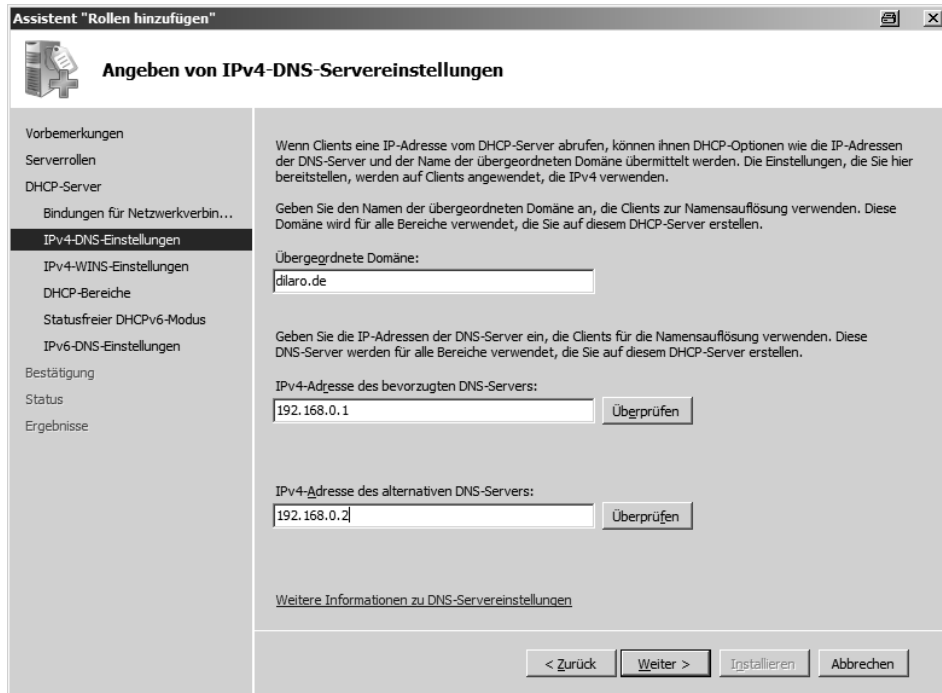 Assistent "Rollen hinzufügen"
Angeben von IPv4-DNS-Servereinstellungen
Vorbemerkungen
Serverrollen
DHCP-Server
Bindungen für Netzwerkverbin...
IPv4-DNS-Einstellungen
IPv4-WINS-Einstellungen
DHCP-Bereiche
Statusfreier DHCPv6-Modus
IPv6-DNS-Einstellungen
Bestätigung
Status
Ergebnisse
Wenn Clients eine IP-Adresse vom DHCP-Server abrufen, können ihnen DHCP-Optionen wie die IP-Adressen
der DNS-Server und der Name der übergeordneten Domäne übermittelt werden. Die Einstellungen, die Sie hier
bereitstellen, werden auf Clients angewendet, die IPv4 verwenden.
Geben Sie den Namen der übergeordneten Domäne an, die Clients zur Namensauflösung verwenden. Diese
Domäne wird für alle Bereiche verwendet, die Sie auf diesem DHCP-Server erstellen.
Übergeordnete Domäne:
dilaro.de
Geben Sie die IP-Adressen der DNS-Server ein, die Clients für die Namensauflösung verwenden. Diese
DNS-Server werden für alle Bereiche verwendet, die Sie auf diesem DHCP-Server erstellen.
IPv4-Adresse des bevorzugten DNS-Servers:
192.168.0.1
Überprüfen
IPv4-Adresse des alternativen DNS-Servers:
192.168.0.2
Überprüfen
Weitere Informationen zu DNS-Servereinstellungen
< Zurück
Weiter >
Installieren
Abbrechen